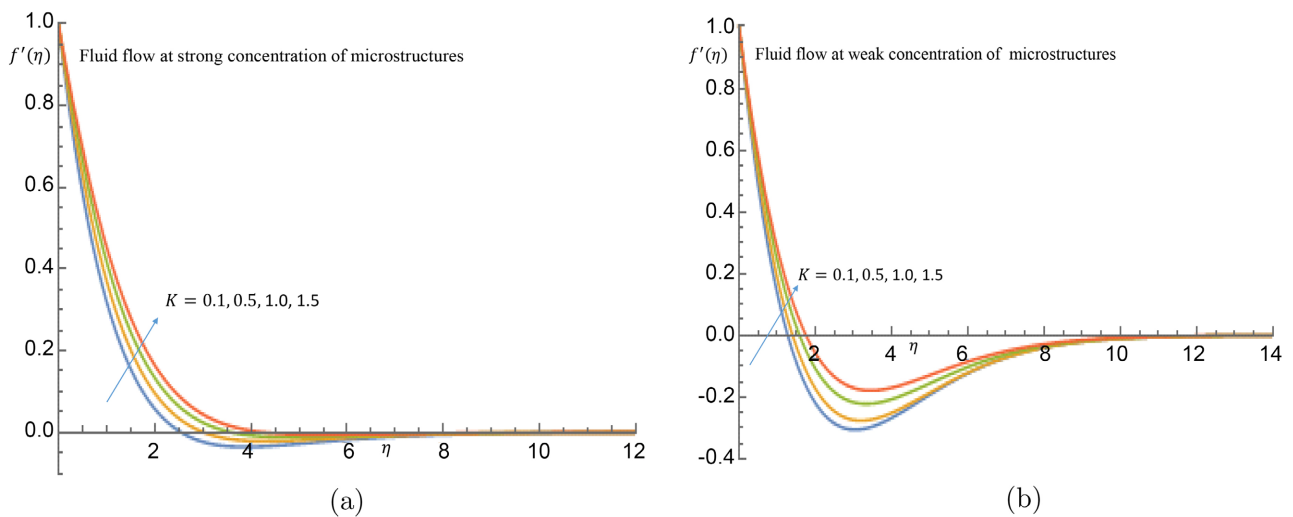 1.0
f′(η)
Fluid flow at strong concentration of microstructures
0.8
0.6
0.4
K = 0.1, 0.5, 1.0, 1.5
0.2
0.0
2 4 6 η 8 10 12
(a)
1.0
f′(η)
Fluid flow at weak concentration of microstructures
0.8
0.6
0.4
0.2
K = 0.1, 0.5, 1.0, 1.5
0.0
2 4 η 6 8 10 12 14
-0.2
-0.4
(b)